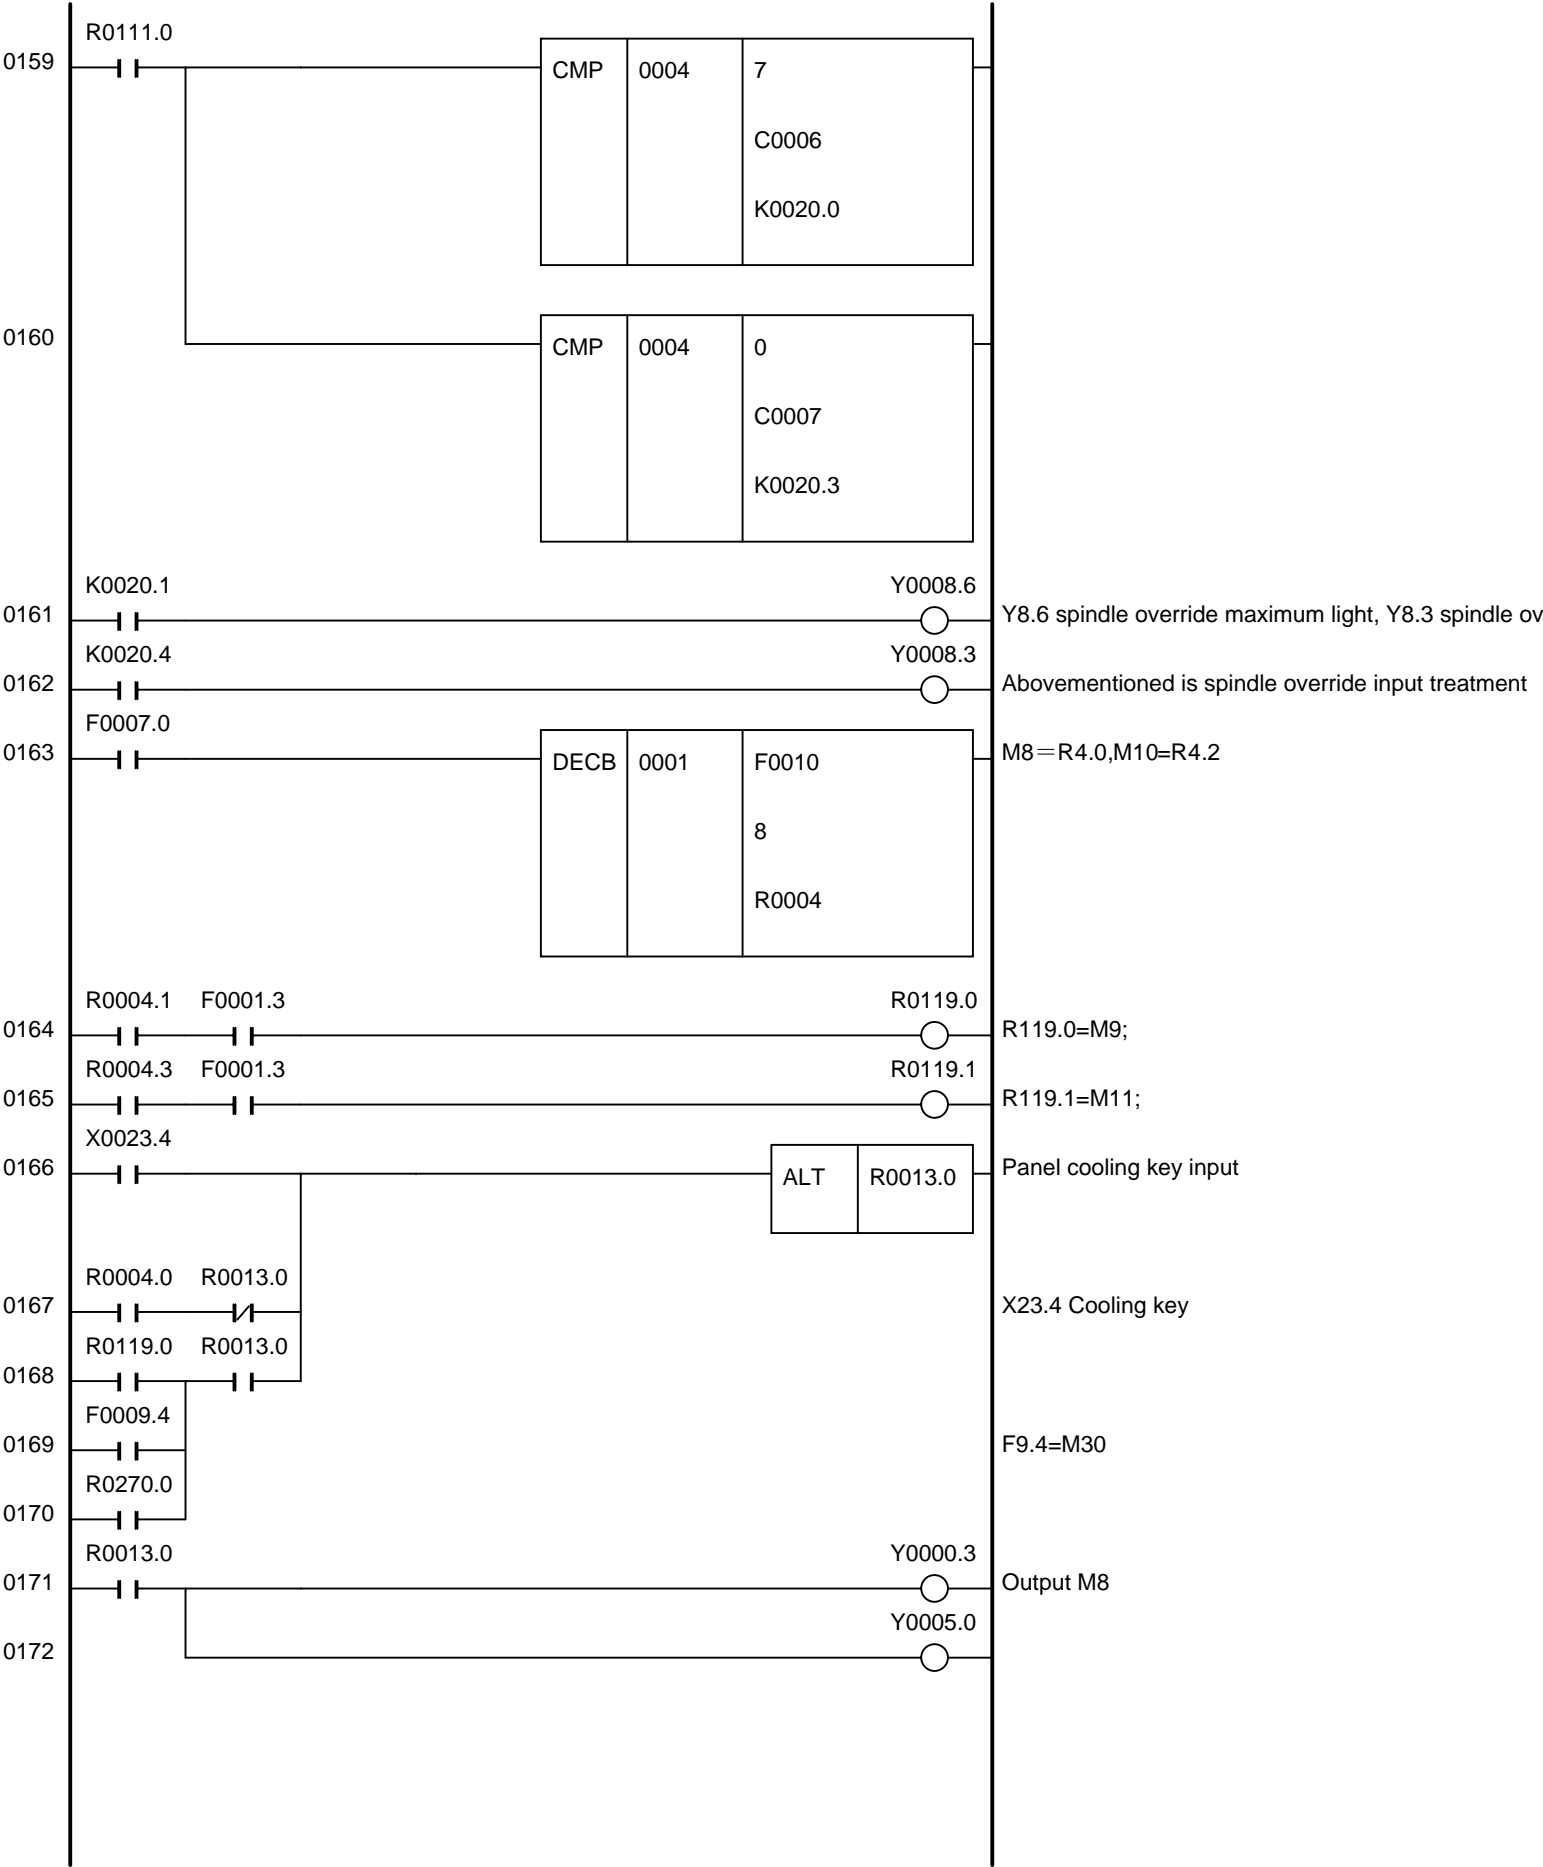 R0111.0
0159 CMP 0004 7
C0006
K0020.0
0160 CMP 0004 0
C0007
K0020.3
K0020.1 Y0008.6
0161 Y8.6 spindle override maximum light, Y8.3 spindle ov
K0020.4 Y0008.3
0162 Abovementioned is spindle override input treatment
F0007.0
0163 DECB 0001 F0010 M8＝R4.0,M10=R4.2
8
R0004
R0004.1 F0001.3 R0119.0
0164 R119.0=M9;
R0004.3 F0001.3 R0119.1
0165 R119.1=M11;
X0023.4
0166 ALT R0013.0 Panel cooling key input
R0004.0 R0013.0
0167 X23.4 Cooling key
R0119.0 R0013.0
0168
F0009.4
0169 F9.4=M30
R0270.0
0170
R0013.0 Y0000.3
0171 Output M8
Y0005.0
0172